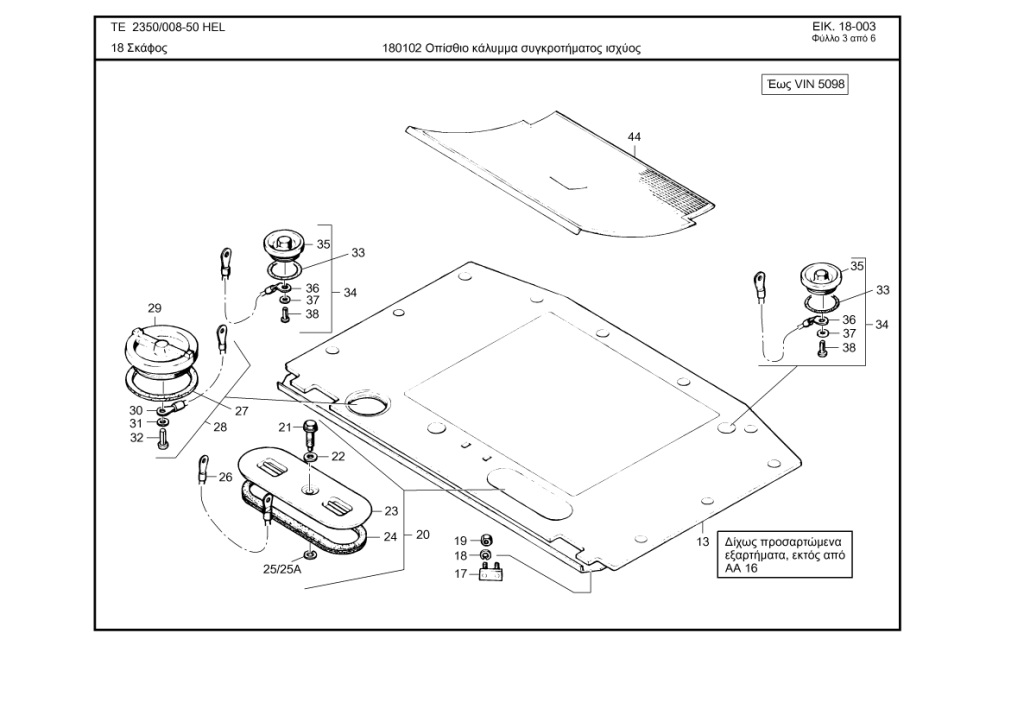 TE 2350/008-50 HEL
ΕΙΚ. 18-003
Φύλλο 3 από 6
18 Σκάφος
180102 Οπίσθιο κάλυμμα συγκροτήματος ισχύος
Έως VIN 5098
44
35
33
36
34
37
38
35
33
36
34
37
38
29
30
31
32
27
28
21
22
26
23
24
20
25/25A
19
18
17
13
Δίχως προσαρτώμενα
εξαρτήματα, εκτός από
ΑΑ 16